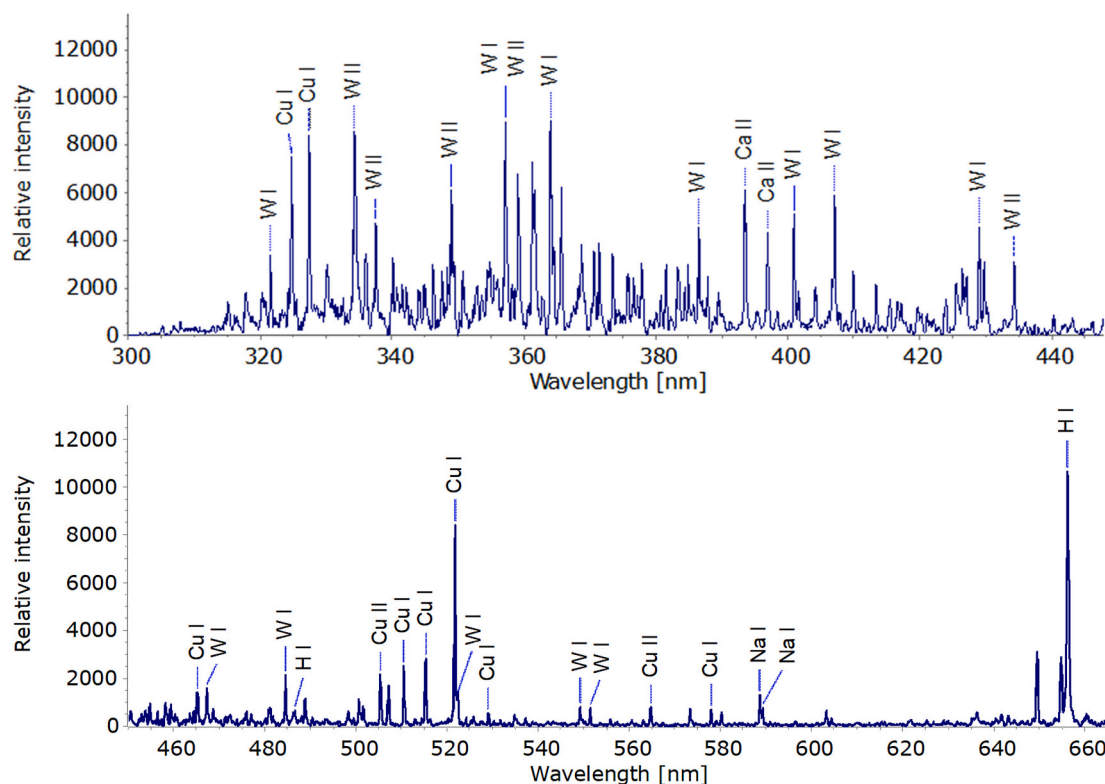 Relative intensity
12000
10000
8000
6000
4000
2000
0
W I
Cu I
Cu I
W II
W II
W II
W I
W II
W I
W I
Ca II
Ca II
W I
W I
W I
W II
300 320 340 360 380 400 420 440
Wavelength [nm]
Relative intensity
12000
10000
8000
6000
4000
2000
0
Cu I
W I
W I
H I
Cu II
Cu I
Cu I
Cu I
W I
Cu I
W I
W I
Cu II
Cu I
Na I
Na I
H I
460 480 500 520 540 560 580 600 620 640 660
Wavelength [nm]